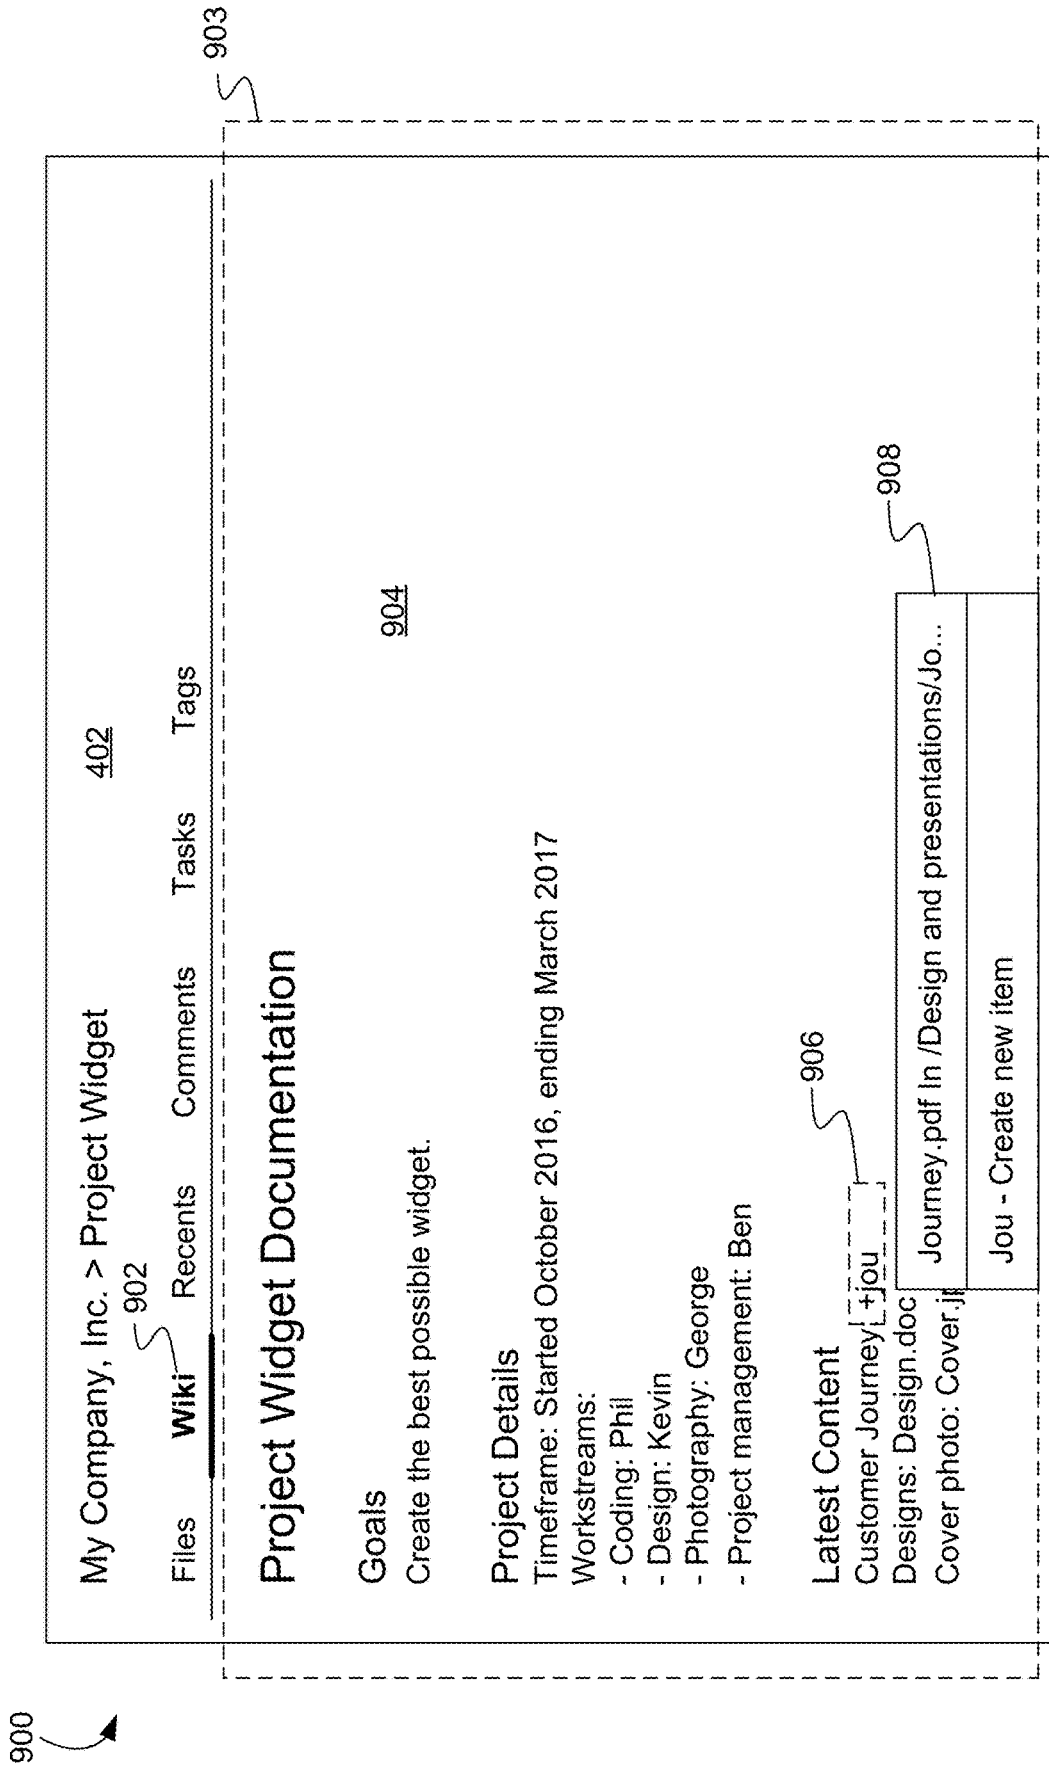 900
903
My Company, Inc. > Project Widget
402
902
Files Wiki Recents Comments Tasks Tags
Project Widget Documentation
904
Goals
Create the best possible widget.
Project Details
Timeframe: Started October 2016, ending March 2017
Workstreams:
- Coding: Phil
- Design: Kevin
- Photography: George
- Project management: Ben
906
908
Latest Content
Customer Journey +jou
Designs: Design.doc
Cover photo: Cover.j
Journey.pdf In /Design and presentations/Jo...
Jou - Create new item